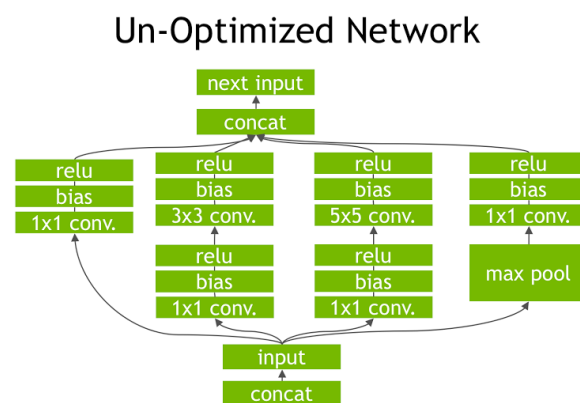 Un-Optimized Network
next input
concat
relu
bias
1x1 conv.
relu
bias
3x3 conv.
relu
bias
1x1 conv.
relu
bias
5x5 conv.
relu
bias
1x1 conv.
relu
bias
1x1 conv.
max pool
input
concat